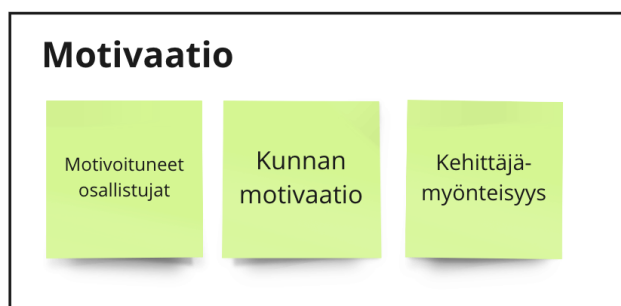 Motivaatio
Motivoituneet
osallistujat
Kunnan
motivaatio
Kehittäjä-
myönteisyys